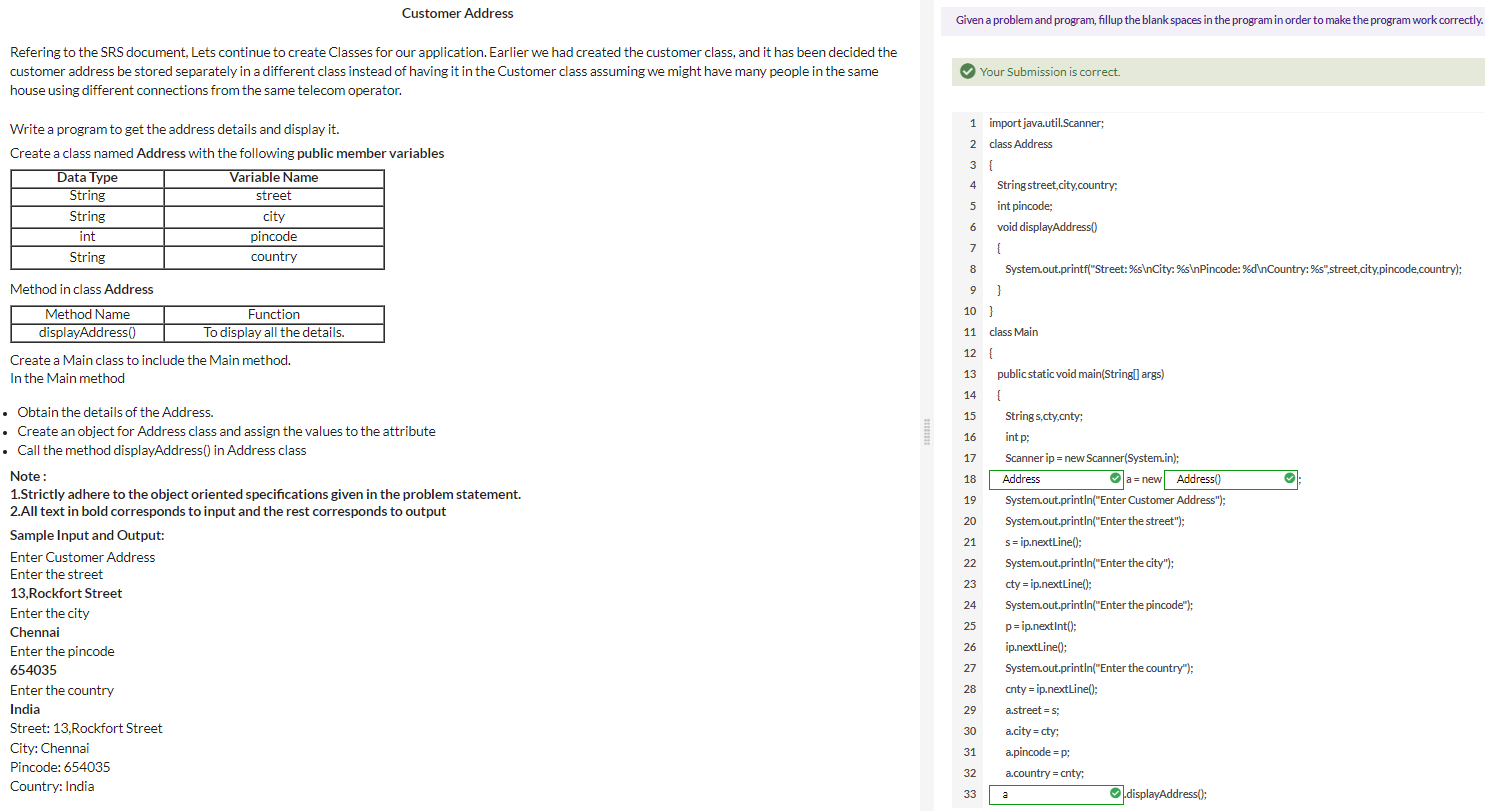 Customer Address
Refering to the SRS document, Lets continue to create Classes for our application. Earlier we had created the customer class, and it has been decided the
customer address be stored separately in a different class instead of having it in the Customer class assuming we might have many people in the same
house using different connections from the same telecom operator.
Write a program to get the address details and display it.
Create a class named Address with the following public member variables
Data Type Variable Name
String street
String city
int pincode
String country
Method in class Address
Method Name Function
displayAddress() To display all the details.
Create a Main class to include the Main method.
In the Main method
• Obtain the details of the Address.
• Create an object for Address class and assign the values to the attribute
• Call the method displayAddress() in Address class
Note :
1.Strictly adhere to the object oriented specifications given in the problem statement.
2.All text in bold corresponds to input and the rest corresponds to output
Sample Input and Output:
Enter Customer Address
Enter the street
13,Rockfort Street
Enter the city
Chennai
Enter the pincode
654035
Enter the country
India
Street: 13,Rockfort Street
City: Chennai
Pincode: 654035
Country: India
Given a problem and program, fillup the blank spaces in the program in order to make the program work correctly.
Your Submission is correct.
1 import java.util.Scanner;
2 class Address
3 {
4 String street,city,country;
5 int pincode;
6 void displayAddress()
7 {
8 System.out.printf("Street: %s\nCity: %s\nPincode: %d\nCountry: %s",street,city,pincode,country);
9 }
10 }
11 class Main
12 {
13 public static void main(String[] args)
14 {
15 String s,cty,cnty;
16 int p;
17 Scanner ip = new Scanner(System.in);
18 Address a = new Address();
19 System.out.println("Enter Customer Address");
20 System.out.println("Enter the street");
21 s = ip.nextLine();
22 System.out.println("Enter the city");
23 cty = ip.nextLine();
24 System.out.println("Enter the pincode");
25 p = ip.nextInt();
26 ip.nextLine();
27 System.out.println("Enter the country");
28 cnty = ip.nextLine();
29 a.street = s;
30 a.city = cty;
31 a.pincode = p;
32 a.country = cnty;
33 a.displayAddress();